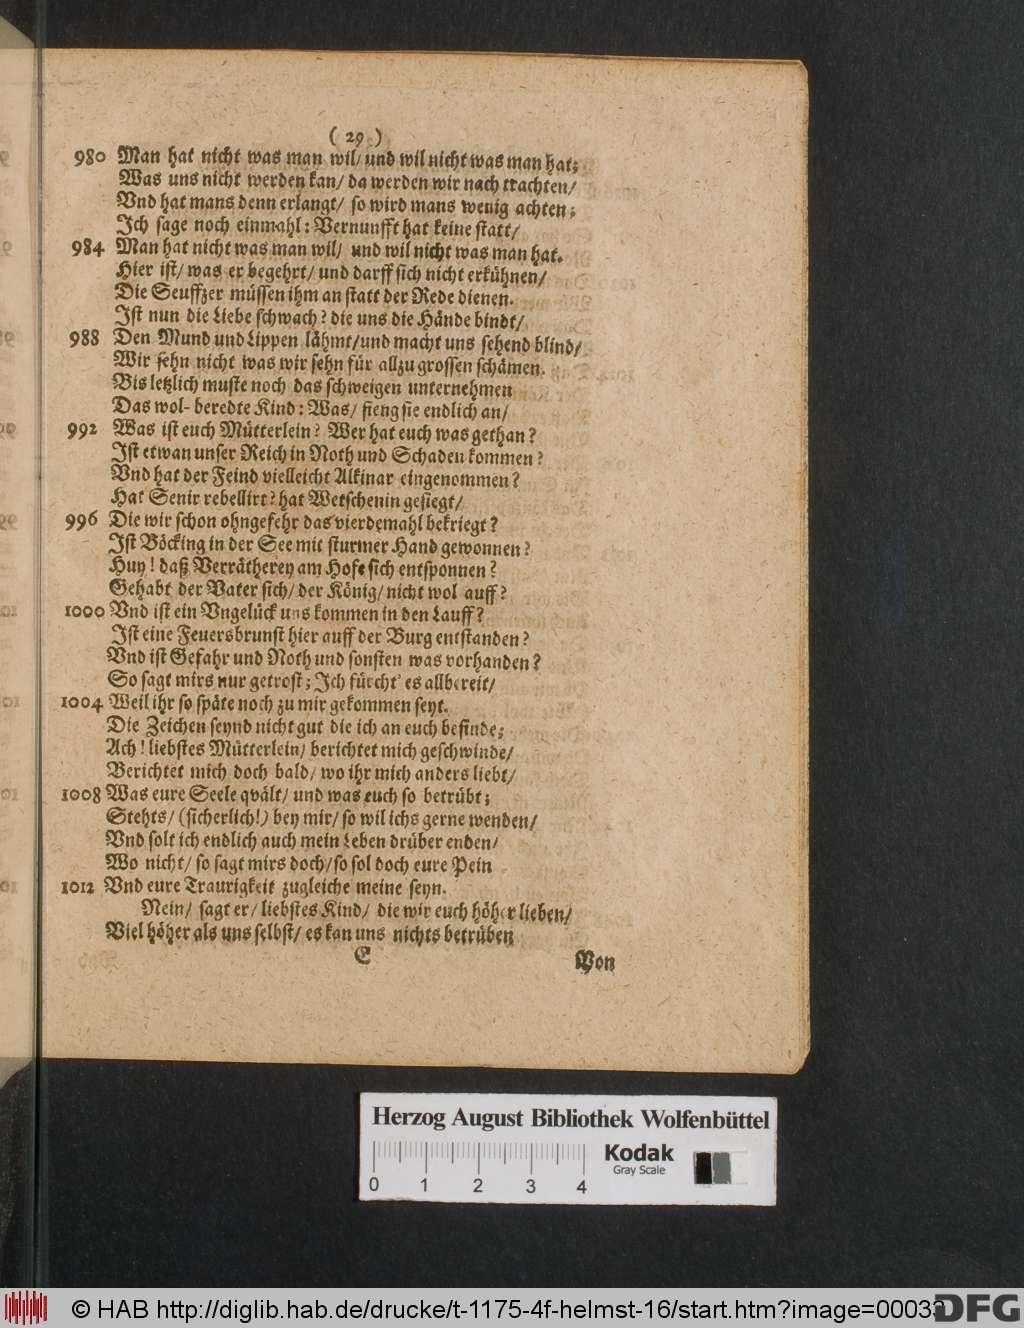 ( 29 )
980 Man hat nicht was man wil/ und wil nicht was man hat;
Was uns nicht werden kan/ da werden wir nach trachten/
Vnd hat mans denn erlangt/ so wird mans wenig achten;
Ich sage noch einmahl: Vernunfft hat keine statt/
984 Man hat nicht was man wil/ und wil nicht was man hat.
Hier ist/ was er begehrt/ und darff sich nicht erkühnen/
Die Seuffzer müssen ihm an statt der Rede dienen.
Ist nun die Liebe schwach? die uns die Hände bindt/
988 Den Mund und Lippen lähmt/ und macht uns sehend blind/
Wir sehn nicht was wir sehn für allzu grossen schämen.
Bis letzlich muste noch das schweigen unternehmen
Das wol-beredte Kind: Was/ fieng sie endlich an/
992 Was ist euch Mütterlein? Wer hat euch was gethan?
Ist etwan unser Reich in Noth und Schaden kommen?
Vnd hat der Feind vielleicht Alkinar eingenommen?
Hat Senir rebellirt? hat Wetschenin gesiegt/
996 Die wir schon ohngefehr das vierdemahl bekriegt?
Ist Böcking in der See mit sturmer Hand gewonnen?
Huy! daß Verrätherey am Hofe sich entsponnen?
Gehabt der Vater sich/ der König/ nicht wol auff?
1000 Vnd ist ein Vngelück uns kommen in den Lauff?
Ist eine Feuersbrunst hier auff der Burg entstanden?
Vnd ist Gefahr und Noth und sonsten was vorhanden?
So sagt mirs nur getrost; Ich fürcht' es allbereit/
1004 Weil ihr so späte noch zu mir gekommen seyt.
Die Zeichen seynd nicht gut die ich an euch befinde;
Ach! liebstes Mütterlein/ berichtet mich geschwinde/
Berichtet mich doch bald/ wo ihr mich anders liebt/
1008 Was eure Seele qvält/ und was euch so betrübt;
Stehts/ (sicherlich!) bey mir/ so wil ichs gerne wenden/
Vnd solt ich endlich auch mein Leben drüber enden/
Wo nicht/ so sagt mirs doch/ so sol doch eure Pein
1012 Vnd eure Traurigkeit zugleiche meine seyn.
Nein/ sagt er/ liebstes Kind/ die wir euch höher lieben/
Viel höher als uns selbst/ es kan uns nichts betrüben
E Von
Herzog August Bibliothek Wolfenbüttel
Kodak
Gray Scale
0 1 2 3 4
© HAB http://diglib.hab.de/drucke/t-1175-4f-helmst-16/start.htm?image=00033
DFG